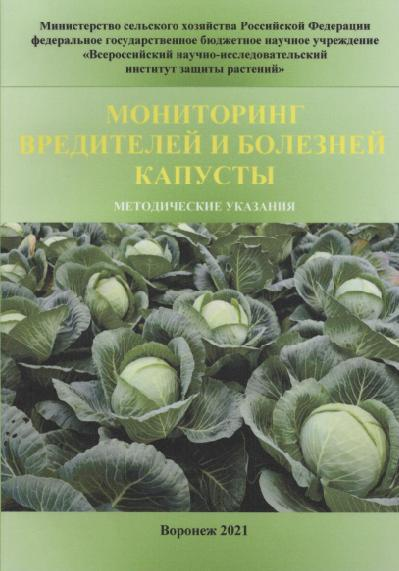 Министерство сельского хозяйства Российской Федерации
федеральное государственное бюджетное научное учреждение
«Всероссийский научно-исследовательский
институт защиты растений»
МОНИТОРИНГ
ВРЕДИТЕЛЕЙ И БОЛЕЗНЕЙ
КАПУСТЫ
МЕТОДИЧЕСКИЕ УКАЗАНИЯ
Воронеж 2021